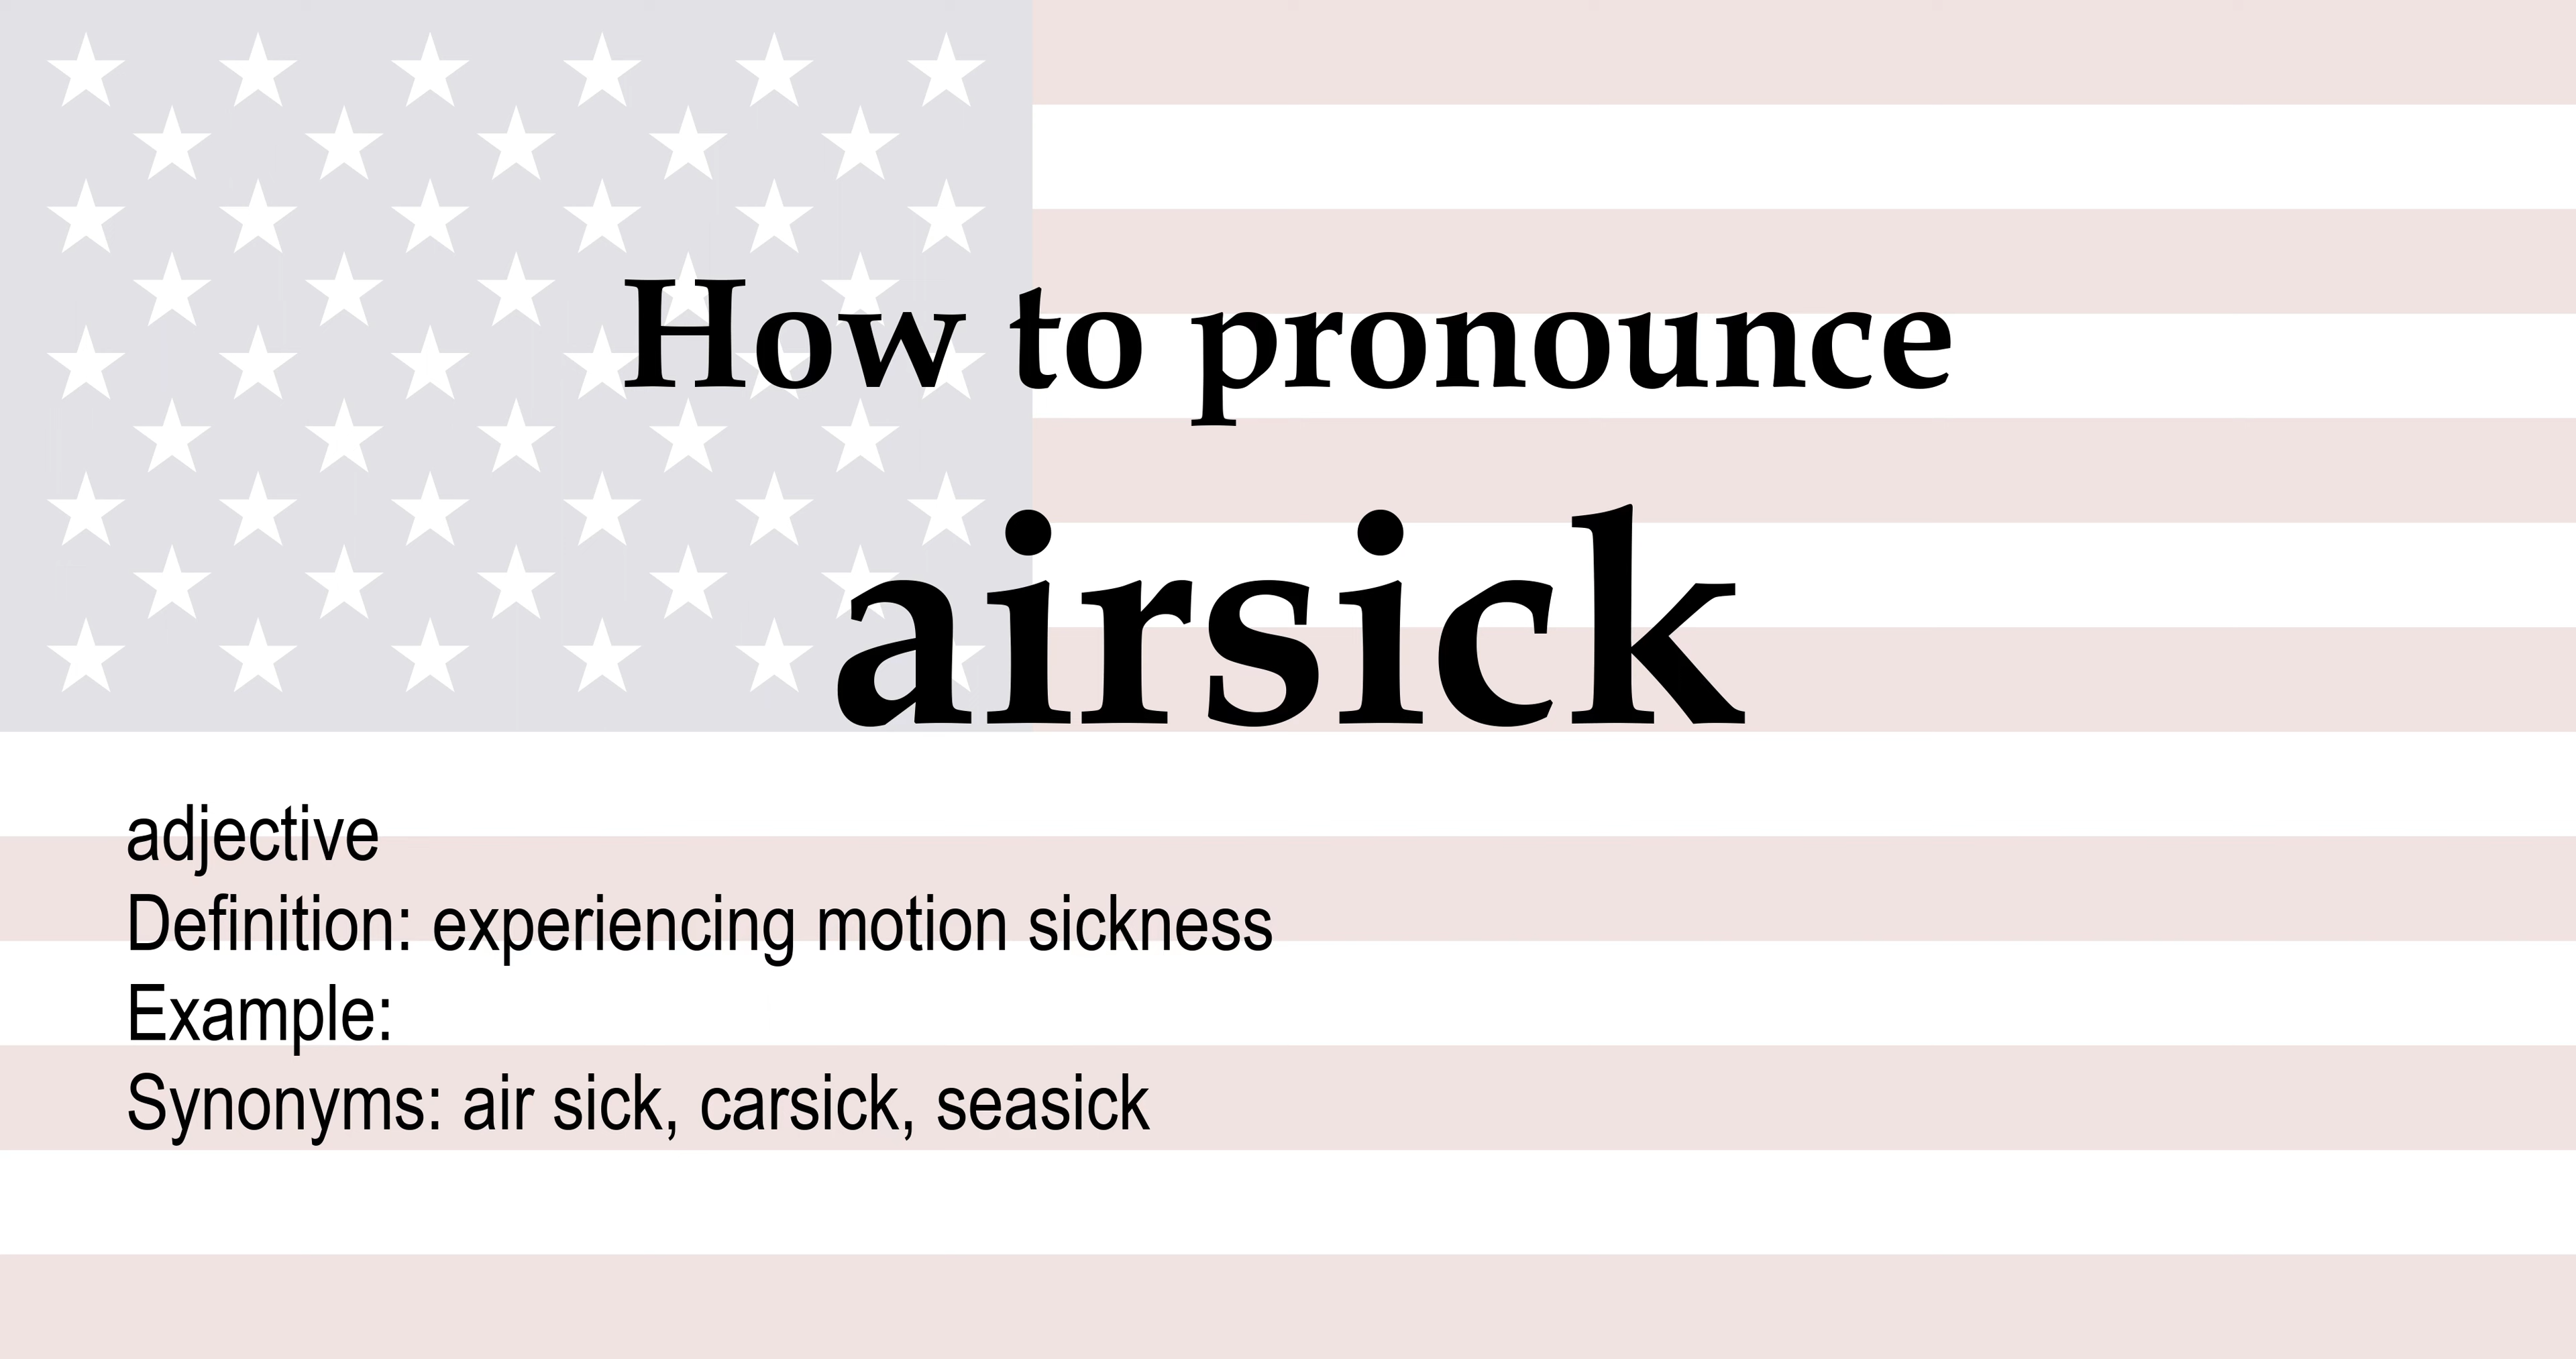 How to pronounce
airsick
adjective
Definition: experiencing motion sickness
Example:
Synonyms: air sick, carsick, seasick